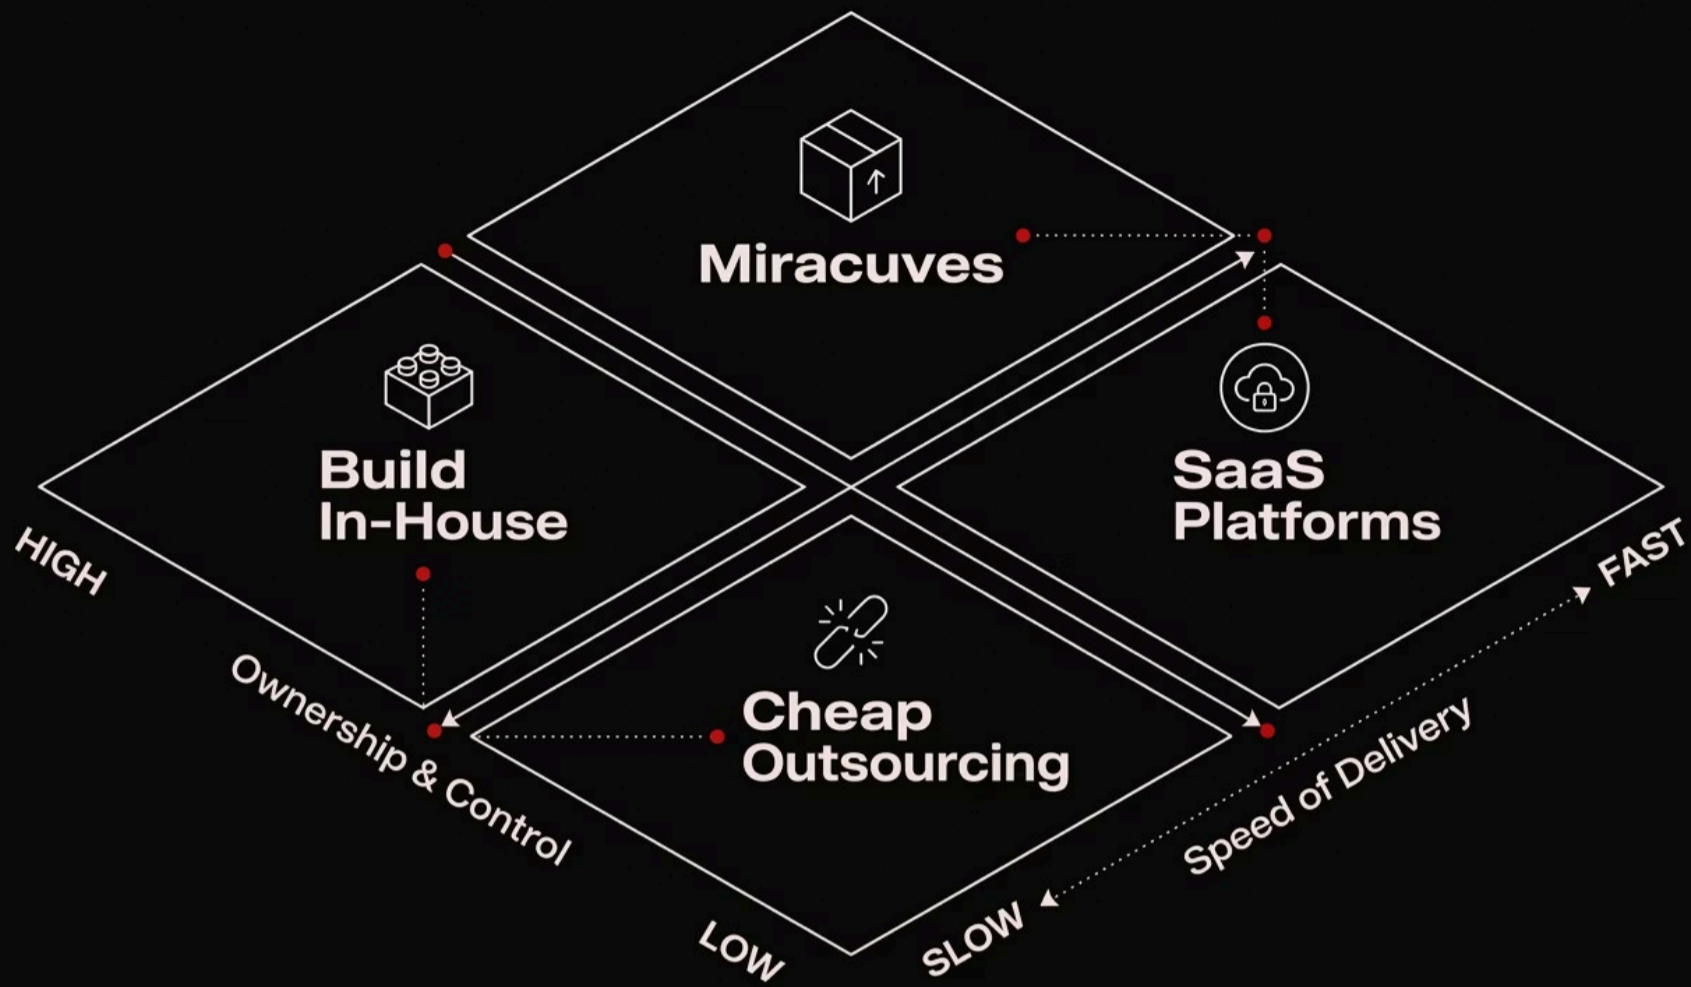 Miracuves
Build
In-House
SaaS
Platforms
HIGH
FAST
Cheap
Outsourcing
Ownership & Control
Speed of Delivery
LOW
SLOW